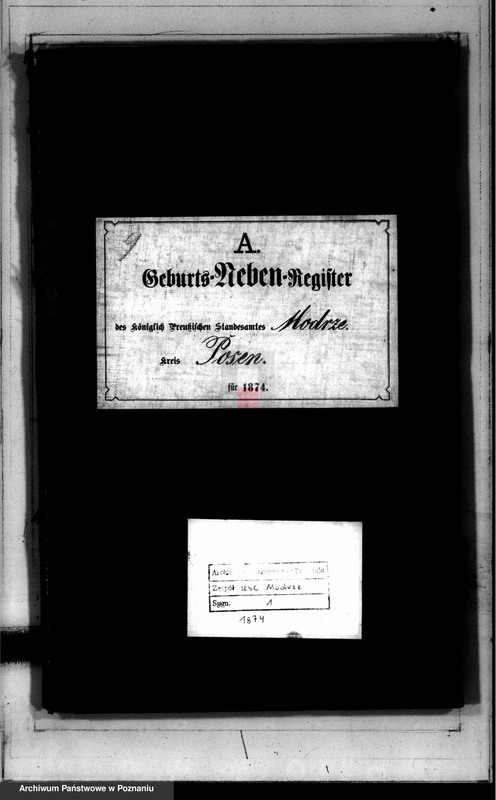 A.
Geburts-Neben-Register
des Königlich Preußischen Standesamtes Modrze.
Kreis Posen.
für 1874.
Zespół USC Modrze
Sygn. 1
1874
Archiwum Państwowe w Poznaniu